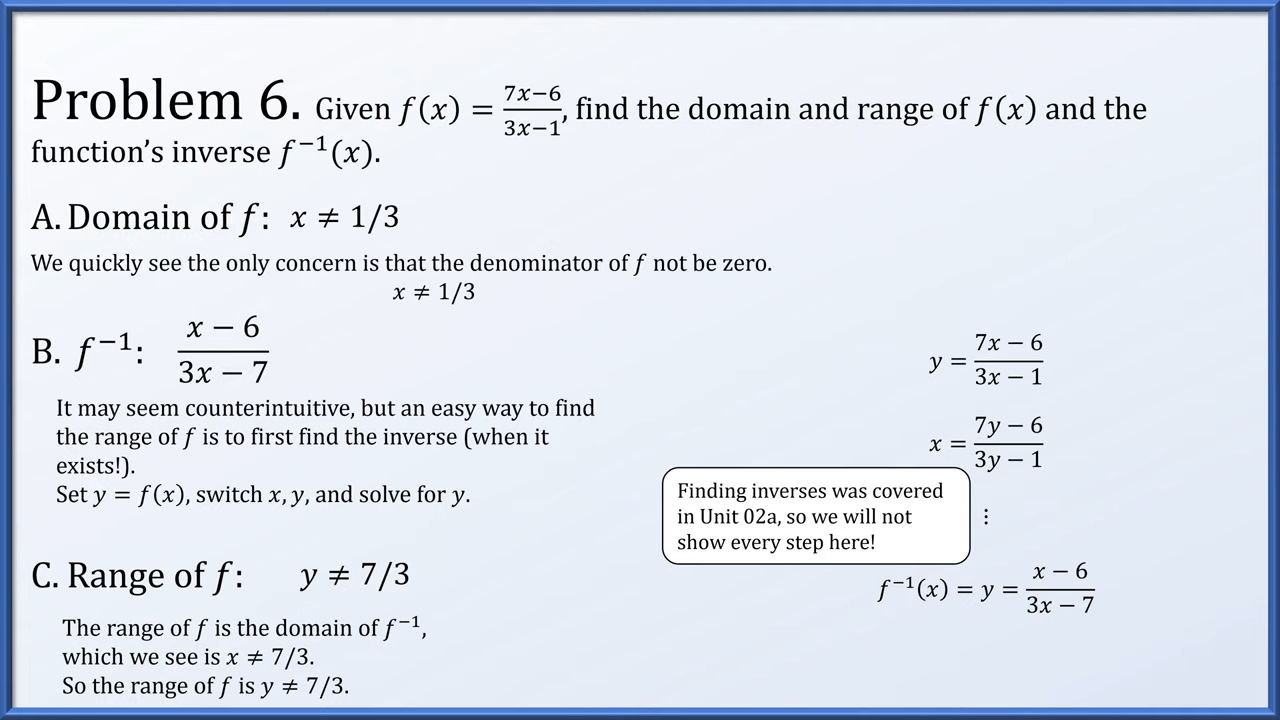 Problem 6. Given f(x) = \frac{7x−6}{3x−1}, find the domain and range of f(x) and the
function’s inverse f⁻¹(x).
A. Domain of f: x ≠ 1/3
We quickly see the only concern is that the denominator of f not be zero.
x ≠ 1/3
B. f⁻¹: \frac{x − 6}{3x − 7}
It may seem counterintuitive, but an easy way to find
the range of f is to first find the inverse (when it
exists!).
Set y = f(x), switch x, y, and solve for y.
y = \frac{7x − 6}{3x − 1}
x = \frac{7y − 6}{3y − 1}
Finding inverses was covered
in Unit 02a, so we will not
show every step here!
⋮
f⁻¹(x) = y = \frac{x − 6}{3x − 7}
C. Range of f: y ≠ 7/3
The range of f is the domain of f⁻¹,
which we see is x ≠ 7/3.
So the range of f is y ≠ 7/3.